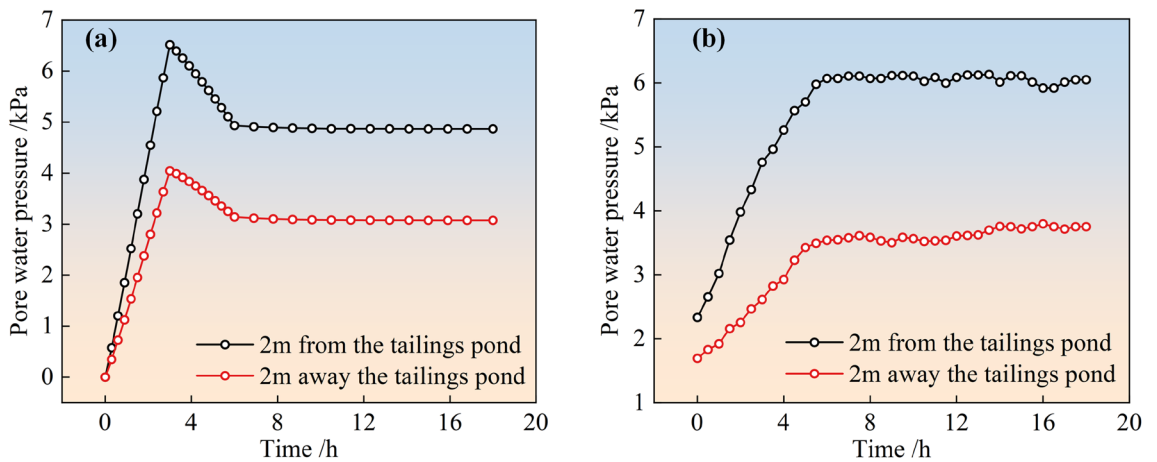 (a)
Pore water pressure /kPa
7
6
5
4
3
2
1
0
2m from the tailings pond
2m away the tailings pond
0 4 8 12 16 20
Time /h
(b)
Pore water pressure /kPa
7
6
5
4
3
2
1
2m from the tailings pond
2m away the tailings pond
0 4 8 12 16 20
Time /h